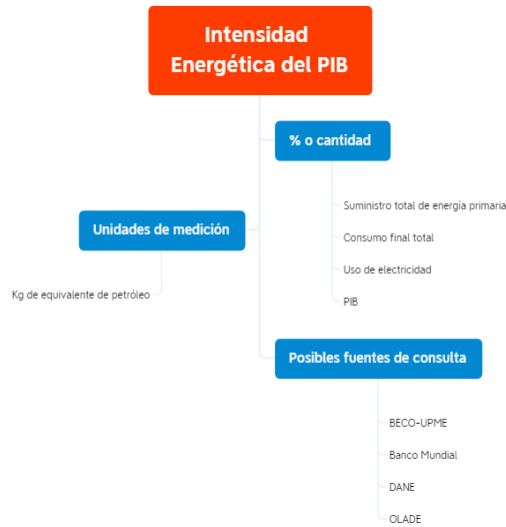 Intensidad
Energética del PIB
% o cantidad
Suministro total de energía primaria
Consumo final total
Uso de electricidad
PIB
Unidades de medición
Kg de equivalente de petróleo
Posibles fuentes de consulta
BECO-UPME
Banco Mundial
DANE
OLADE